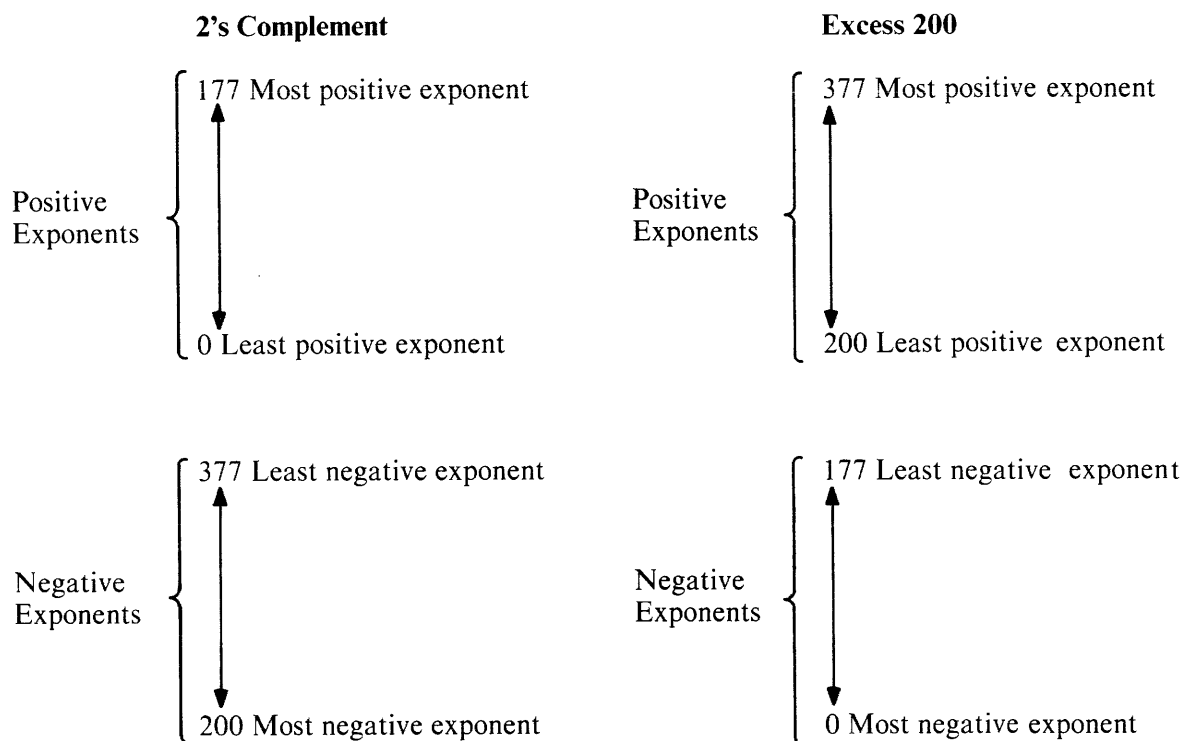 2's Complement
177 Most positive exponent
Positive
Exponents
0 Least positive exponent
377 Least negative exponent
Negative
Exponents
200 Most negative exponent
Excess 200
377 Most positive exponent
Positive
Exponents
200 Least positive exponent
177 Least negative exponent
Negative
Exponents
0 Most negative exponent